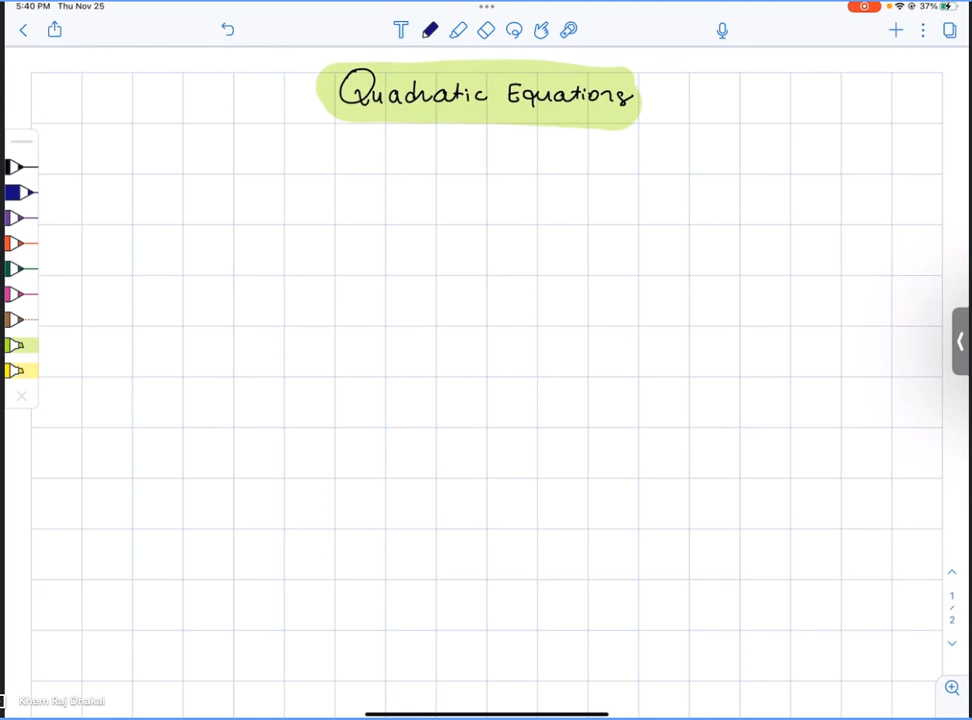 5:40 PM Thu Nov 25
37%
T
Quadratic Equations
1
2
Khem Raj Dhakal